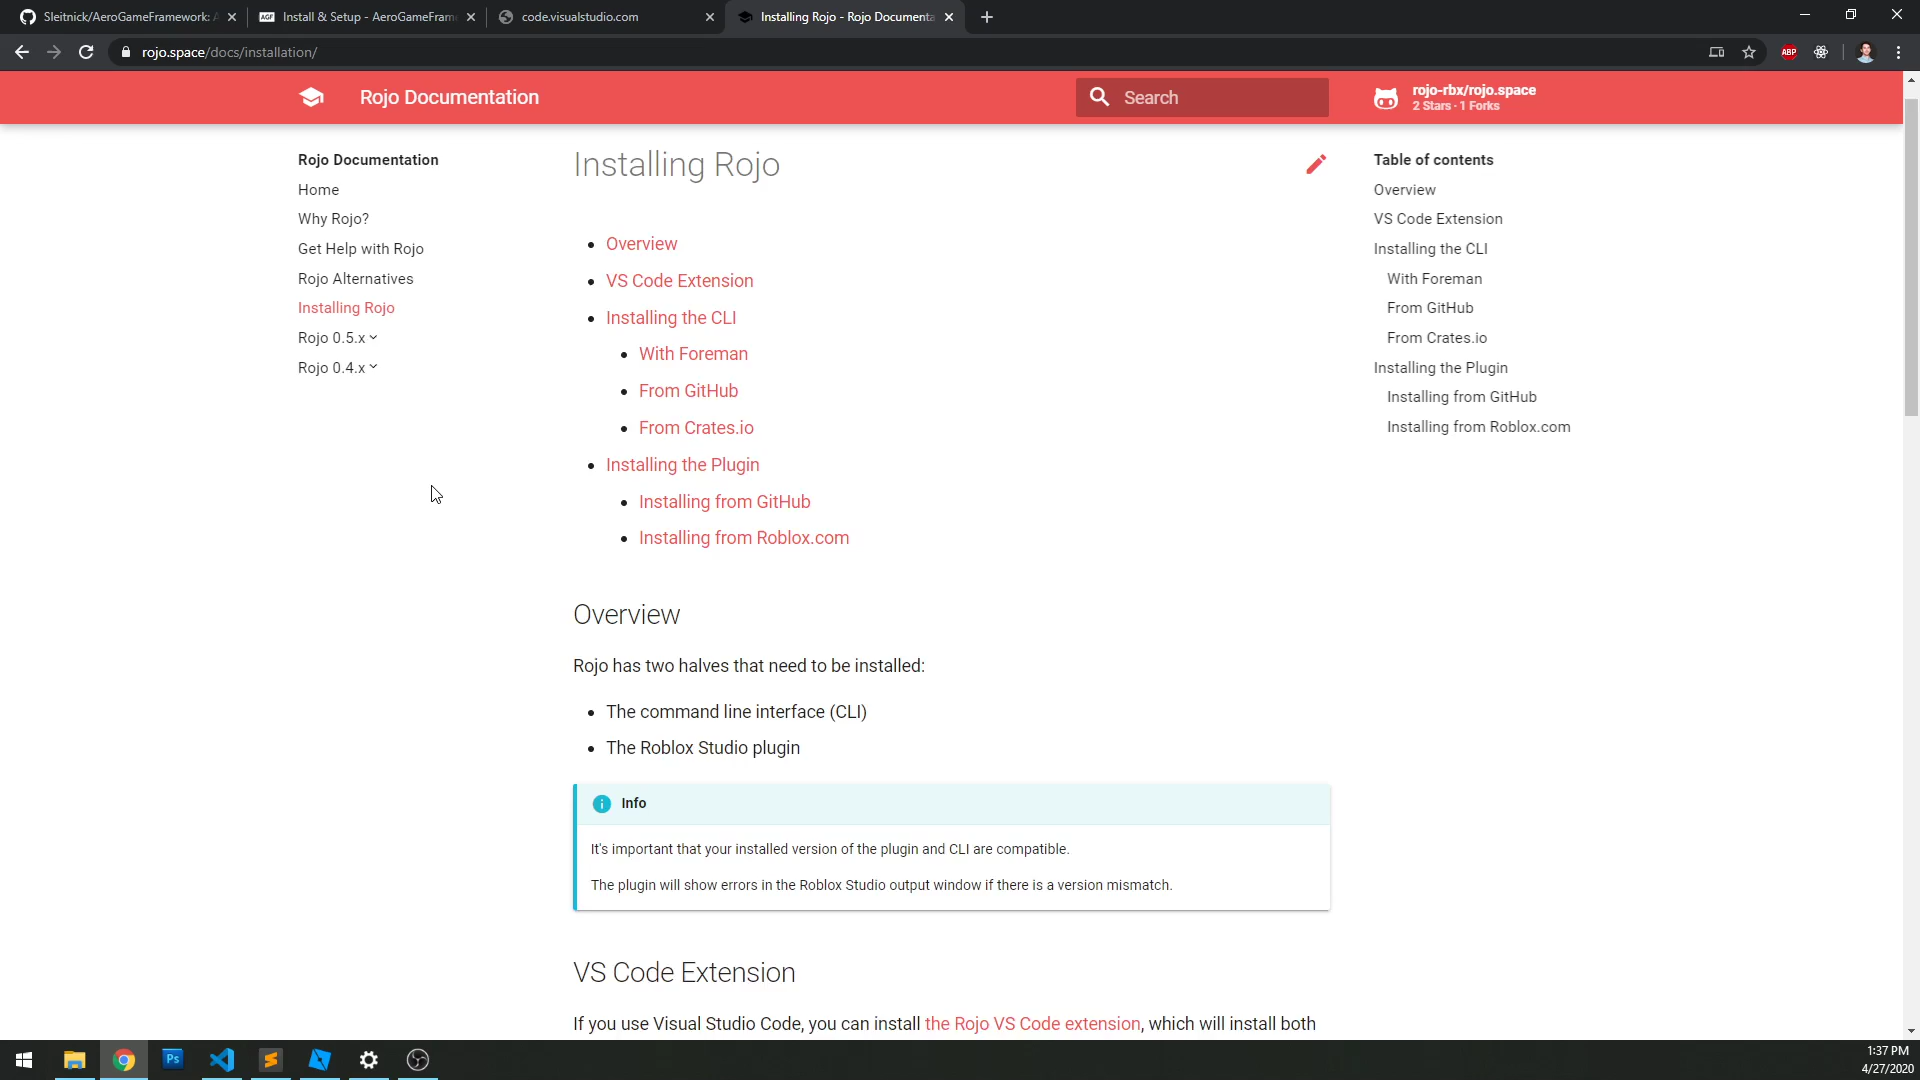 Sleitnick/AeroGameFramework: A
AGF
Install & Setup - AeroGameFram
code.visualstudio.com
Installing Rojo - Rojo Documenta
rojo.space/docs/installation/
ABP
Rojo Documentation
Search
rojo-rbx/rojo.space
2 Stars · 1 Forks
Rojo Documentation
Home
Why Rojo?
Get Help with Rojo
Rojo Alternatives
Installing Rojo
Rojo 0.5.x
Rojo 0.4.x
Installing Rojo
• Overview
• VS Code Extension
• Installing the CLI
• With Foreman
• From GitHub
• From Crates.io
• Installing the Plugin
• Installing from GitHub
• Installing from Roblox.com
Overview
Rojo has two halves that need to be installed:
• The command line interface (CLI)
• The Roblox Studio plugin
Info
It's important that your installed version of the plugin and CLI are compatible.
The plugin will show errors in the Roblox Studio output window if there is a version mismatch.
VS Code Extension
If you use Visual Studio Code, you can install the Rojo VS Code extension, which will install both
Table of contents
Overview
VS Code Extension
Installing the CLI
With Foreman
From GitHub
From Crates.io
Installing the Plugin
Installing from GitHub
Installing from Roblox.com
Ps
1:37 PM
4/27/2020